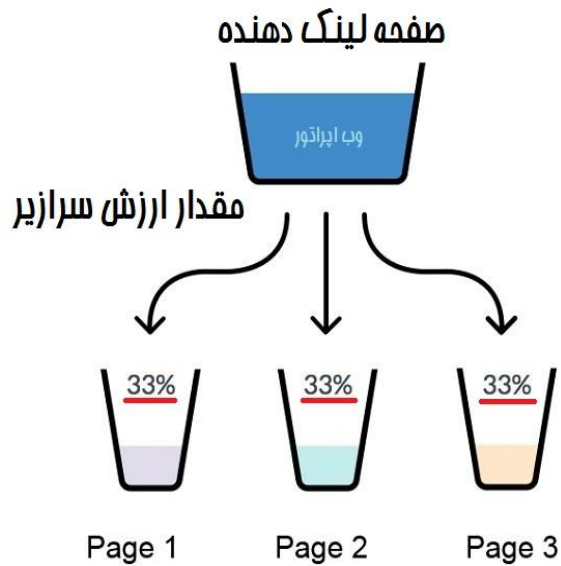 صفحه لینک دهنده
وب اپراتور
مقدار ارزش سرازیر
33% 33% 33%
Page 1 Page 2 Page 3